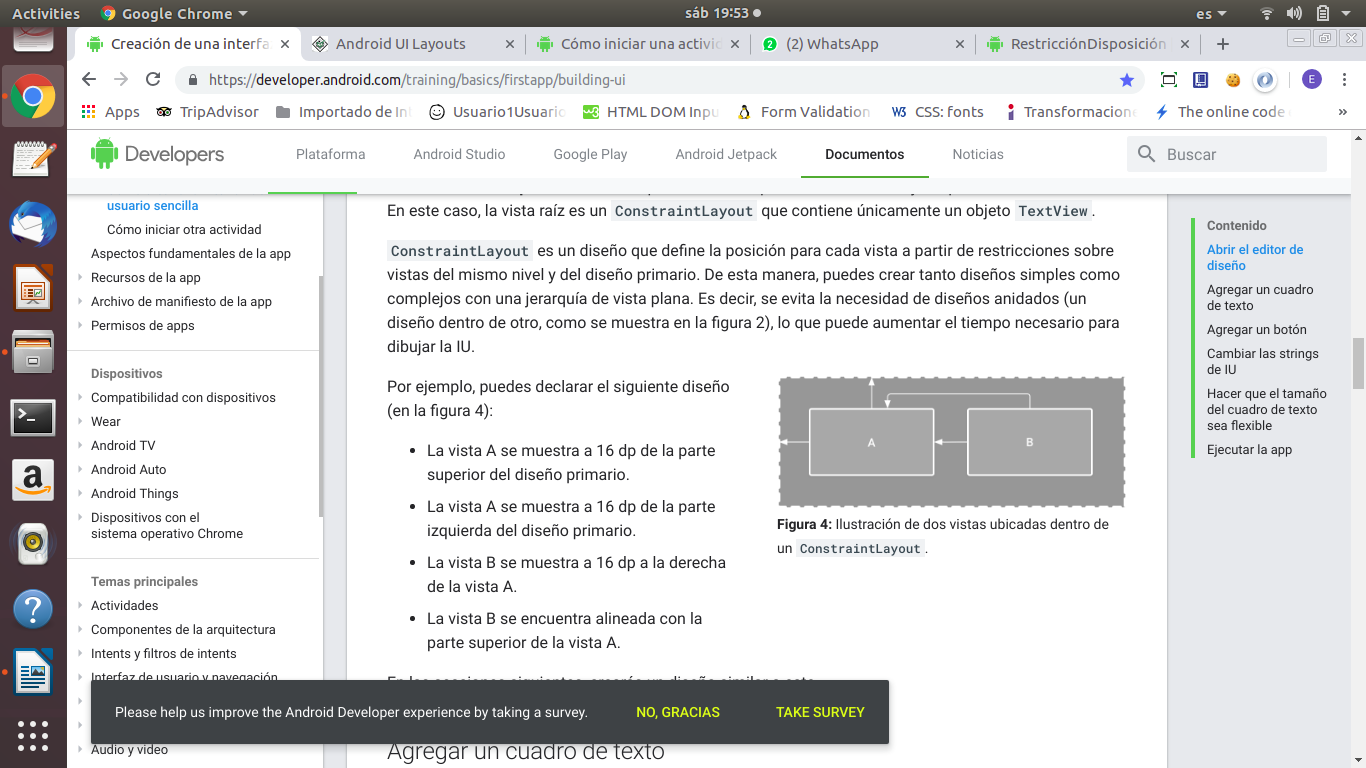 Activities
Google Chrome
sáb 19:53
es
Creación de una interfa
Android UI Layouts
Cómo iniciar una activid
2
(2) WhatsApp
RestricciónDisposición
https://developer.android.com/training/basics/firstapp/building-ui
E
Apps
TripAdvisor
Importado de In
Usuario1Usuario
HTML DOM Inpu
Form Validation
W3
CSS: fonts
Transformacione
The online code
»
Developers
Plataforma
Android Studio
Google Play
Android Jetpack
Documentos
Noticias
Buscar
usuario sencilla
Cómo iniciar otra actividad
Aspectos fundamentales de la app
Recursos de la app
Archivo de manifiesto de la app
Permisos de apps
Dispositivos
Compatibilidad con dispositivos
Wear
Android TV
Android Auto
Android Things
Dispositivos con el
sistema operativo Chrome
Temas principales
Actividades
Componentes de la arquitectura
Intents y filtros de intents
Interfaz de usuario y navegación
Audio y video
En este caso, la vista raíz es un ConstraintLayout que contiene únicamente un objeto TextView.
ConstraintLayout es un diseño que define la posición para cada vista a partir de restricciones sobre
vistas del mismo nivel y del diseño primario. De esta manera, puedes crear tanto diseños simples como
complejos con una jerarquía de vista plana. Es decir, se evita la necesidad de diseños anidados (un
diseño dentro de otro, como se muestra en la figura 2), lo que puede aumentar el tiempo necesario para
dibujar la IU.
Por ejemplo, puedes declarar el siguiente diseño
(en la figura 4):
• La vista A se muestra a 16 dp de la parte
superior del diseño primario.
• La vista A se muestra a 16 dp de la parte
izquierda del diseño primario.
• La vista B se muestra a 16 dp a la derecha
de la vista A.
• La vista B se encuentra alineada con la
parte superior de la vista A.
A
B
Figura 4: Ilustración de dos vistas ubicadas dentro de
un ConstraintLayout.
En las secciones siguientes, crearás un diseño similar a este.
Please help us improve the Android Developer experience by taking a survey.
NO, GRACIAS
TAKE SURVEY
Agregar un cuadro de texto
Contenido
Abrir el editor de
diseño
Agregar un cuadro
de texto
Agregar un botón
Cambiar las strings
de IU
Hacer que el tamaño
del cuadro de texto
sea flexible
Ejecutar la app